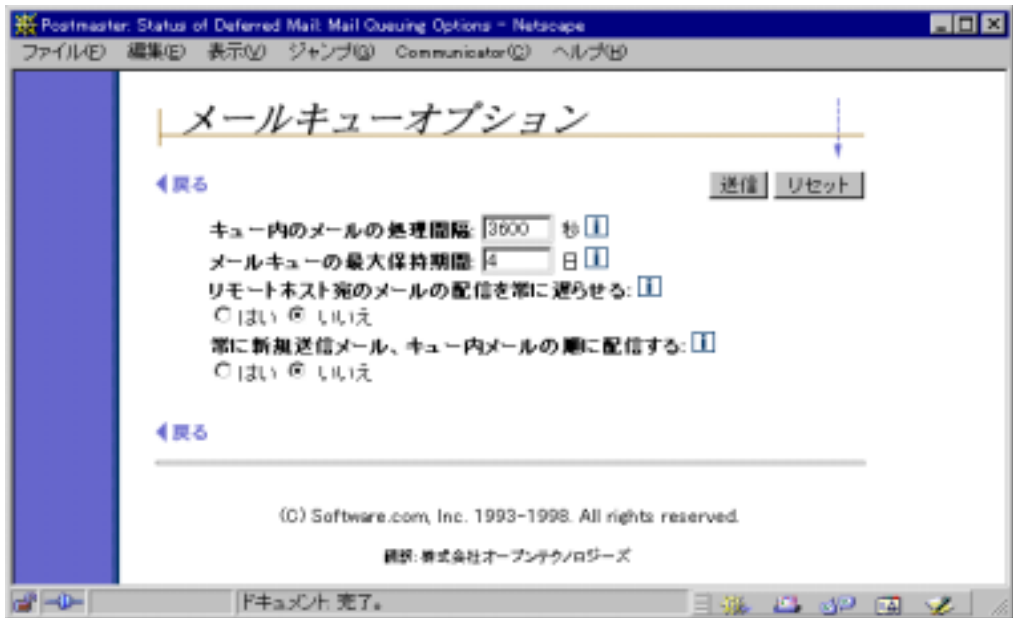 Postmaster: Status of Deferred Mail: Mail Queuing Options - Netscape
ファイル(F) 編集(E) 表示(V) ジャンプ(G) Communicator(C) ヘルプ(H)
メールキューオプション
戻る 送信 リセット
キュー内のメールの処理間隔: 3600 秒
メールキューの最大保持期間: 4 日
リモートホスト宛のメールの配信を常に遅らせる:
はい いいえ
常に新規送信メール、キュー内メールの順に配信する:
はい いいえ
戻る
(C) Software.com, Inc. 1993-1998. All rights reserved.
翻訳: 株式会社オープンテクノロジーズ
ドキュメント: 完了。